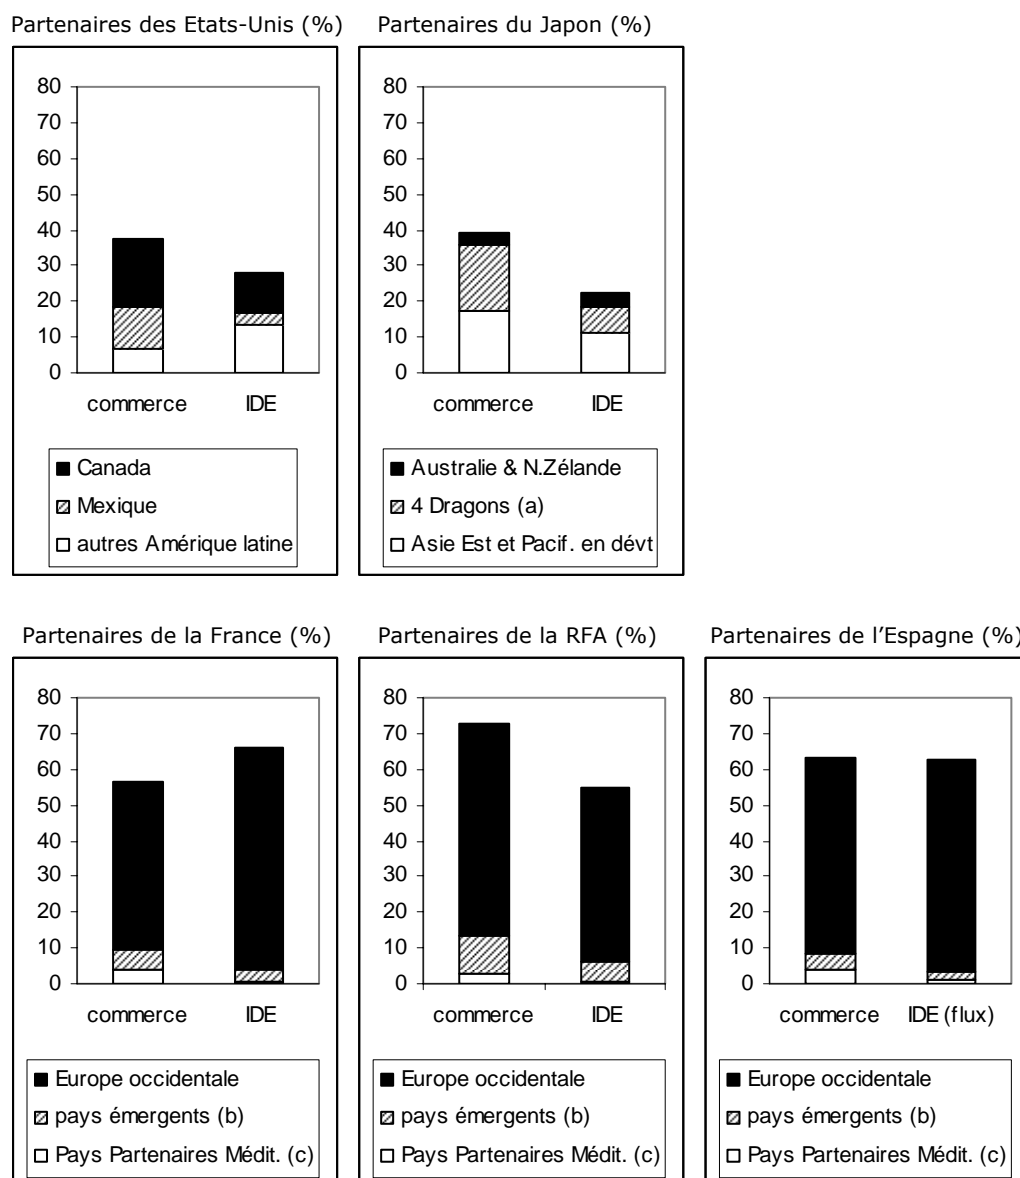 Partenaires des Etats-Unis (%)
Partenaires du Japon (%)
80
70
60
50
40
30
20
10
0
commerce IDE
Canada
Mexique
autres Amérique latine
80
70
60
50
40
30
20
10
0
commerce IDE
Australie & N.Zélande
4 Dragons (a)
Asie Est et Pacif. en dévt
Partenaires de la France (%)
Partenaires de la RFA (%)
Partenaires de l'Espagne (%)
80
70
60
50
40
30
20
10
0
commerce IDE
Europe occidentale
pays émergents (b)
Pays Partenaires Médit. (c)
80
70
60
50
40
30
20
10
0
commerce IDE
Europe occidentale
pays émergents (b)
Pays Partenaires Médit. (c)
80
70
60
50
40
30
20
10
0
commerce IDE (flux)
Europe occidentale
pays émergents (b)
Pays Partenaires Médit. (c)